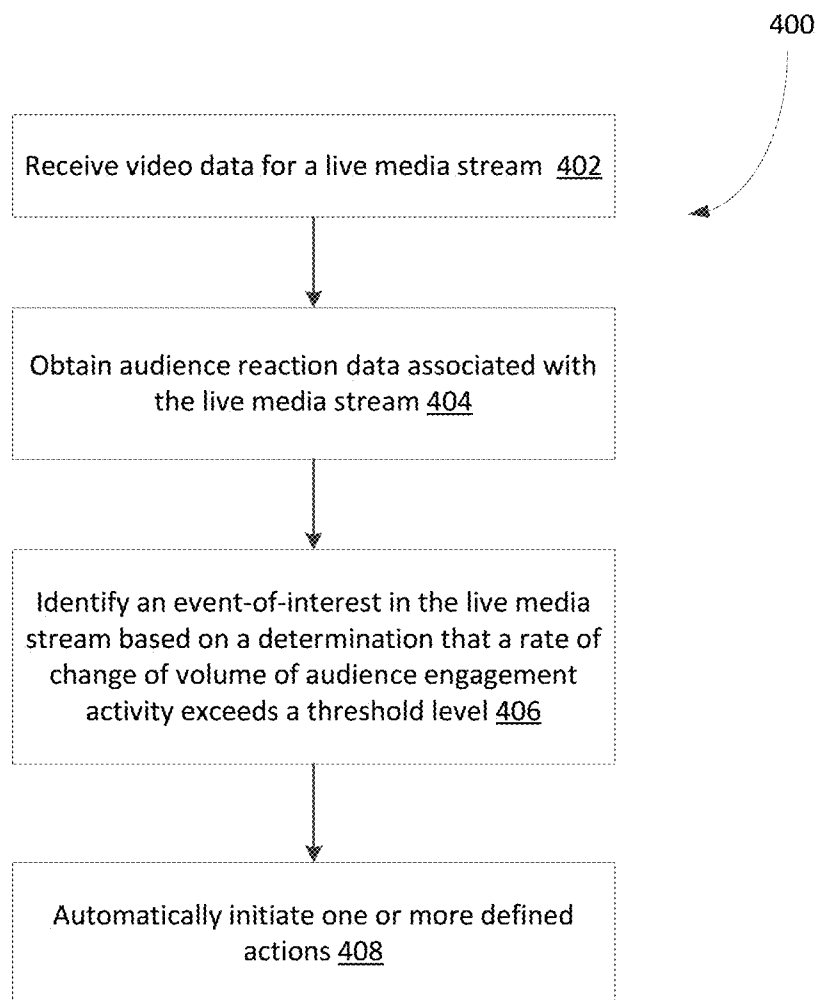 400
Receive video data for a live media stream 402
Obtain audience reaction data associated with
the live media stream 404
Identify an event-of-interest in the live media
stream based on a determination that a rate of
change of volume of audience engagement
activity exceeds a threshold level 406
Automatically initiate one or more defined
actions 408